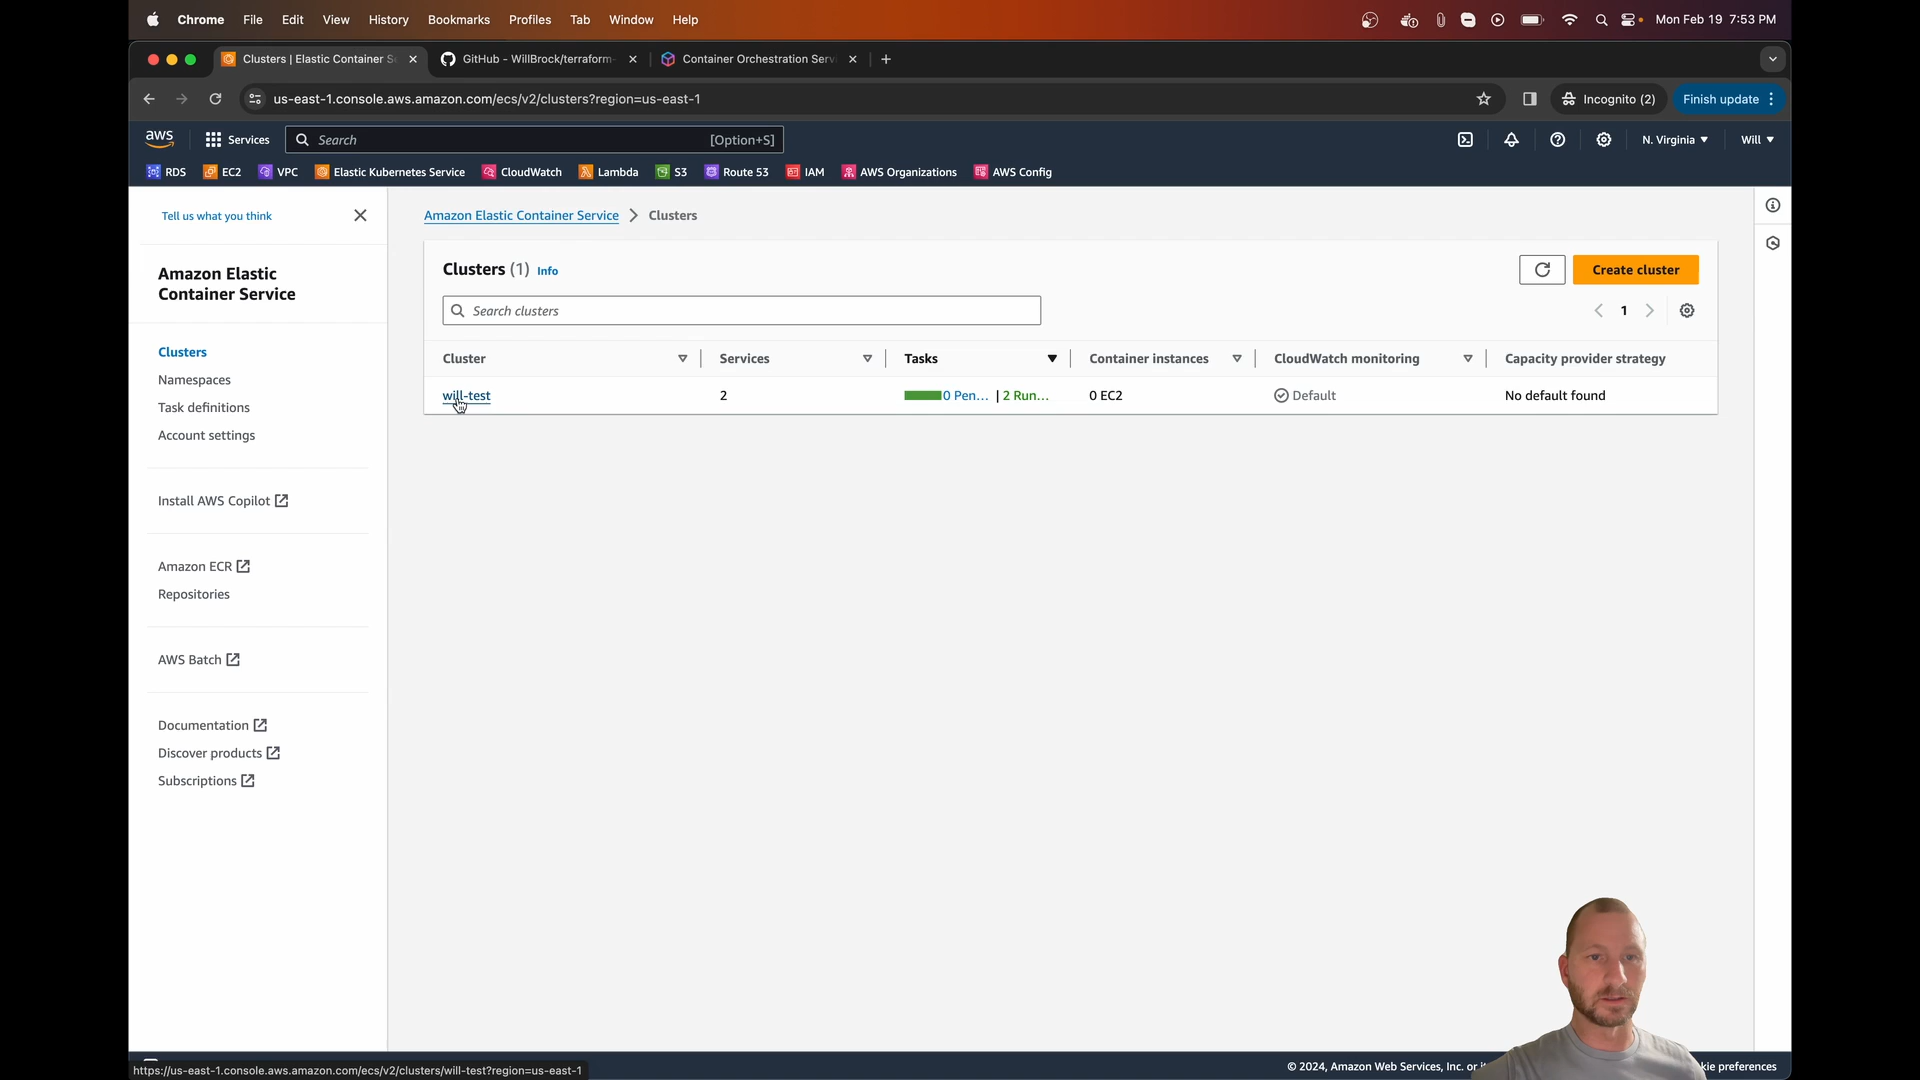 Chrome File Edit View History Bookmarks Profiles Tab Window Help Mon Feb 19 7:53 PM
Clusters | Elastic Container S GitHub - WillBrock/terraform- Container Orchestration Serv
us-east-1.console.aws.amazon.com/ecs/v2/clusters?region=us-east-1 Incognito (2) Finish update
aws Services Search [Option+S] N. Virginia Will
RDS EC2 VPC Elastic Kubernetes Service CloudWatch Lambda S3 Route 53 IAM AWS Organizations AWS Config
Tell us what you think
Amazon Elastic
Container Service
Clusters
Namespaces
Task definitions
Account settings
Install AWS Copilot
Amazon ECR
Repositories
AWS Batch
Documentation
Discover products
Subscriptions
Amazon Elastic Container Service > Clusters
Clusters (1) Info Create cluster
Search clusters 1
Cluster Services Tasks Container instances CloudWatch monitoring Capacity provider strategy
will-test 2 0 Pen... | 2 Run... 0 EC2 Default No default found
https://us-east-1.console.aws.amazon.com/ecs/v2/clusters/will-test?region=us-east-1 © 2024, Amazon Web Services, Inc. or kie preferences